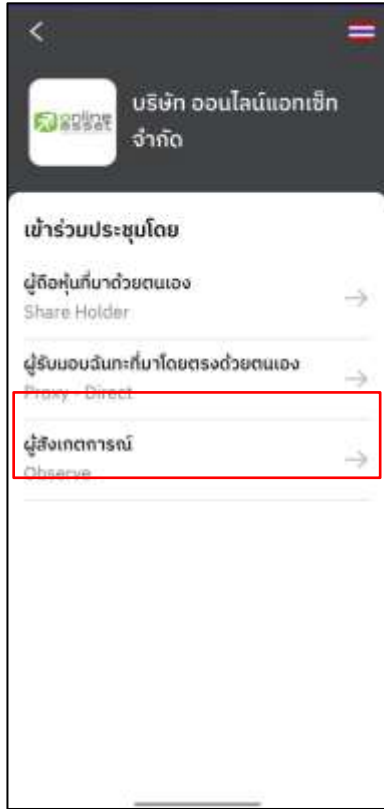 online
asset
บริษัท ออนไลน์แอทเซ็ท
จำกัด
เข้าร่วมประชุมโดย
ผู้ถือหุ้นที่มาด้วยตนเอง
Share Holder
ผู้รับมอบฉันทะที่มาโดยตรงด้วยตนเอง
Proxy - Direct
ผู้สังเกตการณ์
Observe